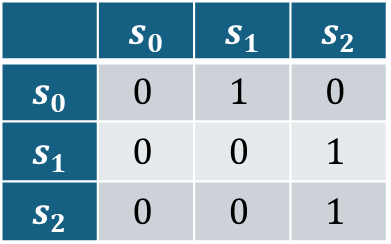 s₀ s₁ s₂
s₀ 0 1 0
s₁ 0 0 1
s₂ 0 0 1